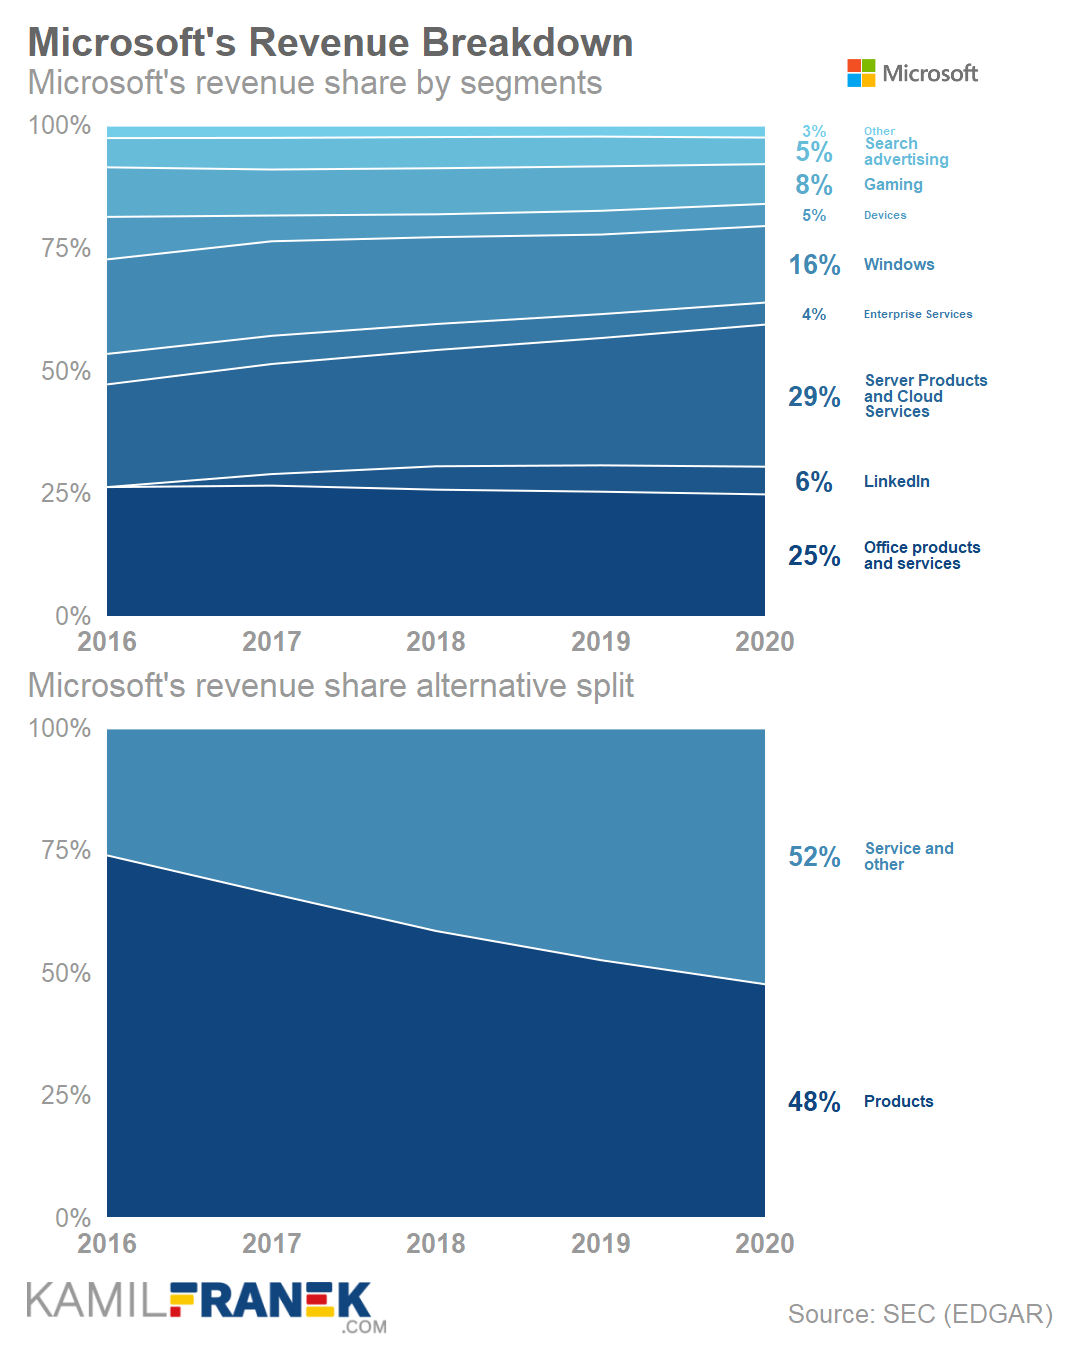 Microsoft's Revenue Breakdown
Microsoft's revenue share by segments
Microsoft
100%
75%
50%
25%
0%
2016 2017 2018 2019 2020
3% Other
5% Search
advertising
8% Gaming
5% Devices
16% Windows
4% Enterprise Services
29% Server Products
and Cloud
Services
6% LinkedIn
25% Office products
and services
Microsoft's revenue share alternative split
100%
75%
50%
25%
0%
2016 2017 2018 2019 2020
52% Service and
other
48% Products
KAMILFRANEK
.COM
Source: SEC (EDGAR)